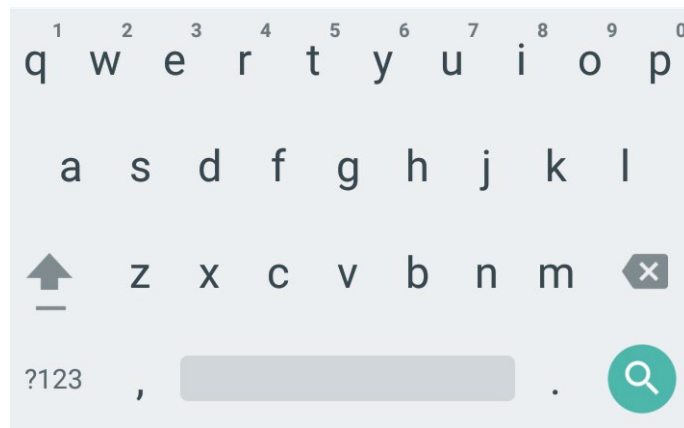 1 2 3 4 5 6 7 8 9 0
q w e r t y u i o p
a s d f g h j k l
z x c v b n m
?123 , .